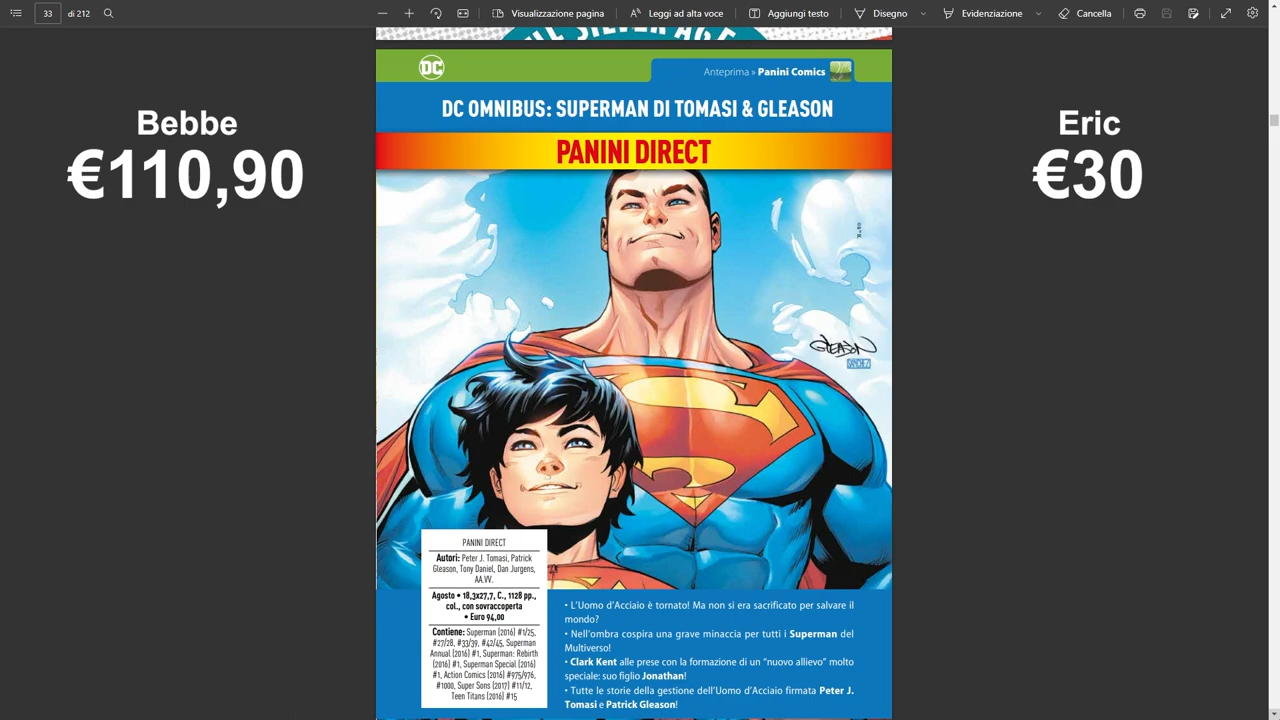 33 di 212 Visualizzazione pagina Leggi ad alta voce Aggiungi testo Disegno Evidenziazione Cancella
DC
Anteprima » Panini Comics
DC OMNIBUS: SUPERMAN DI TOMASI & GLEASON
PANINI DIRECT
Bebbe
€110,90
Eric
€30
GLEASON
PANINI DIRECT
Autori: Peter J. Tomasi, Patrick
Gleason, Tony Daniel, Dan Jurgens,
AA.VV.
Agosto • 18,3x27,7, C., 1128 pp.,
col., con sovraccoperta
• Euro 94,00
Contiene: Superman (2016) #1/25,
#27/28, #33/39, #42/45, Superman
Annual (2016) #1, Superman: Rebirth
(2016) #1, Superman Special (2016)
#1, Action Comics (2016) #975/976,
#1000, Super Sons (2017) #11/12,
Teen Titans (2016) #15
• L'Uomo d'Acciaio è tornato! Ma non si era sacrificato per salvare il
mondo?
• Nell'ombra cospira una grave minaccia per tutti i Superman del
Multiverso!
• Clark Kent alle prese con la formazione di un "nuovo allievo" molto
speciale: suo figlio Jonathan!
• Tutte le storie della gestione dell'Uomo d'Acciaio firmata Peter J.
Tomasi e Patrick Gleason!